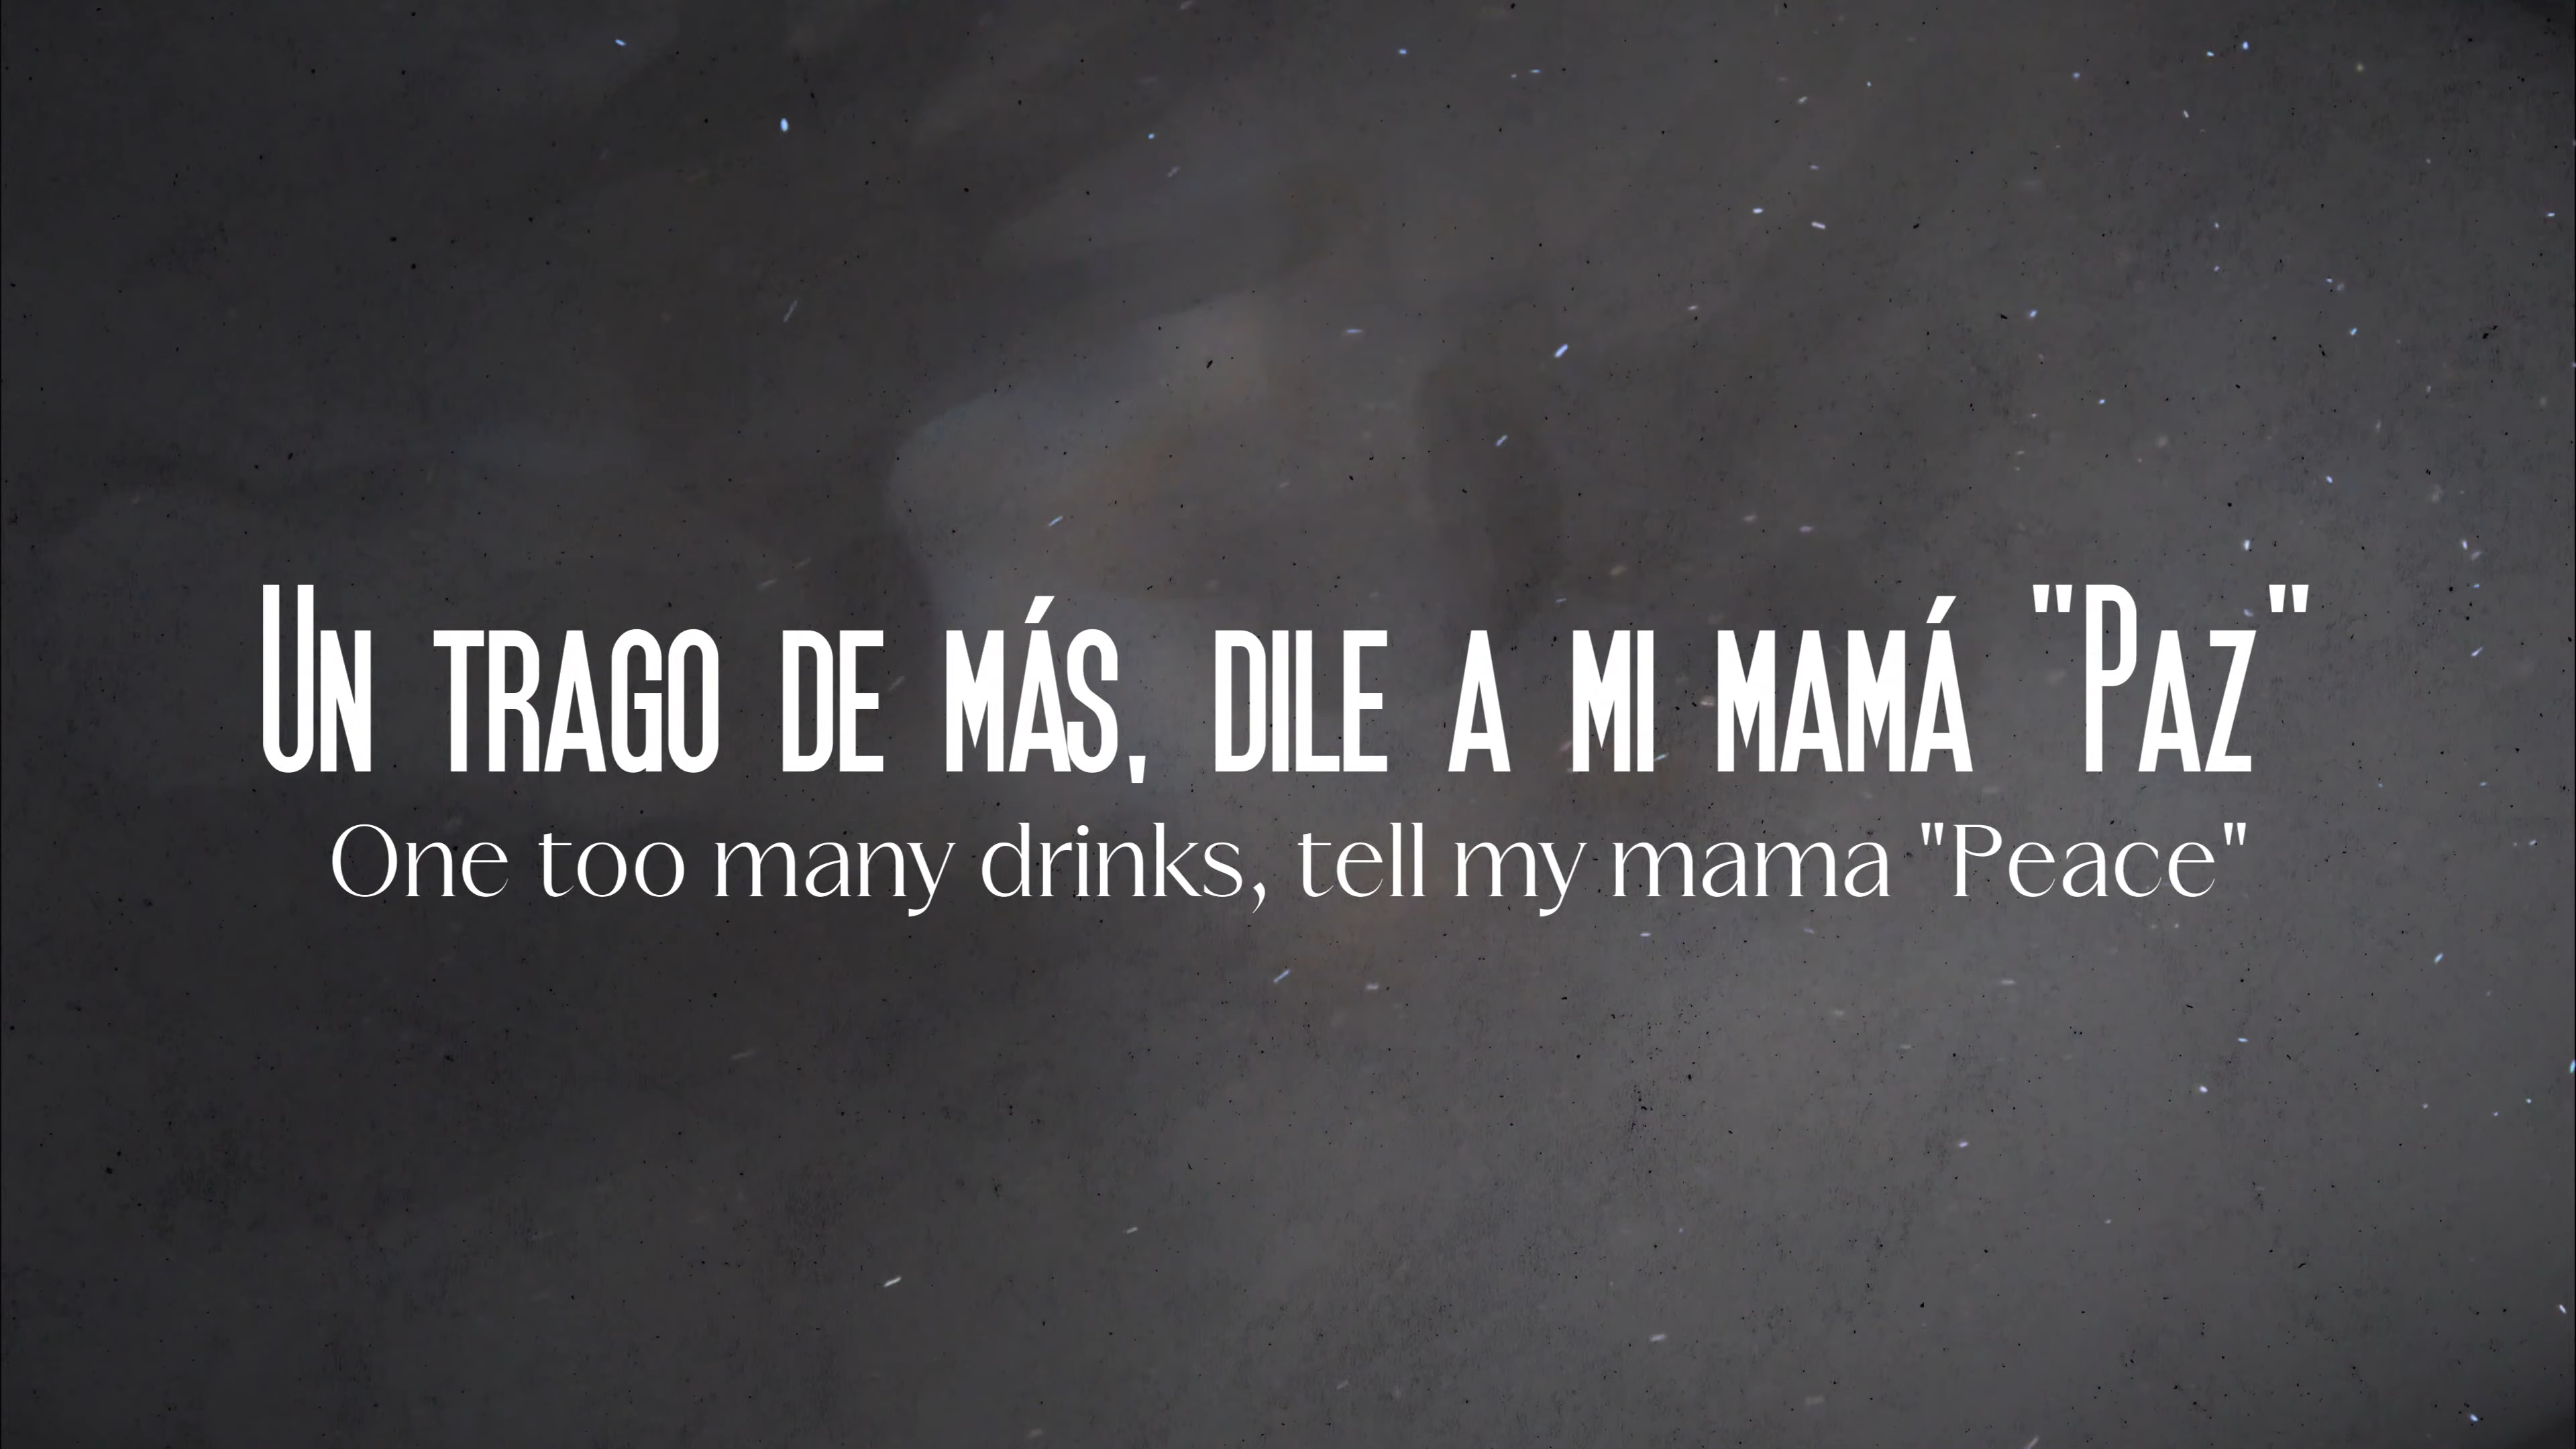 Un trago de más, dile a mi mamá "Paz"
One too many drinks, tell my mama "Peace"